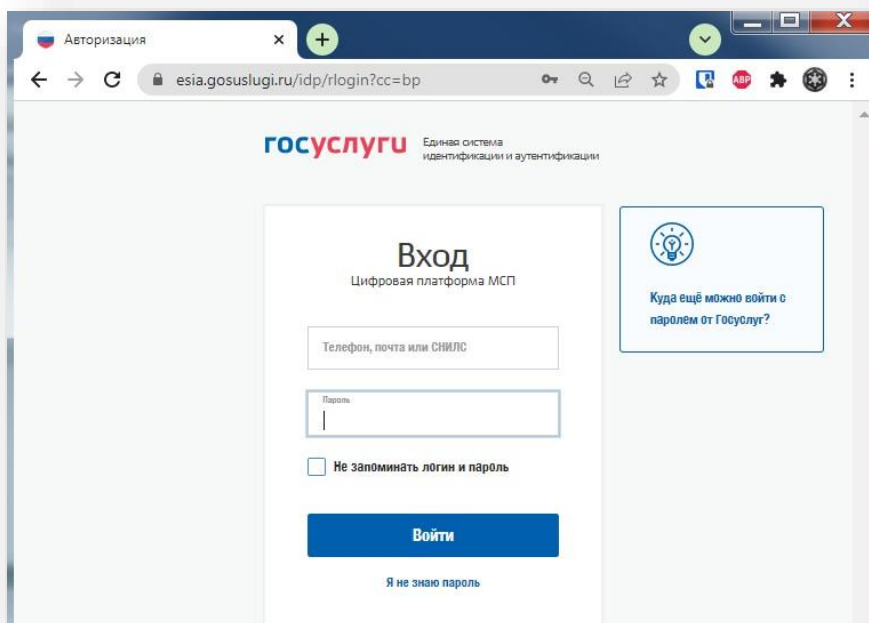 Авторизация
esia.gosuslugi.ru/idp/rlogin?cc=bp
ABP
госуслуги
Единая система
идентификации и аутентификации
Вход
Цифровая платформа МСП
Телефон, почта или СНИЛС
Пароль
Не запоминать логин и пароль
Войти
Я не знаю пароль
Куда ещё можно войти с
паролем от Госуслуг?